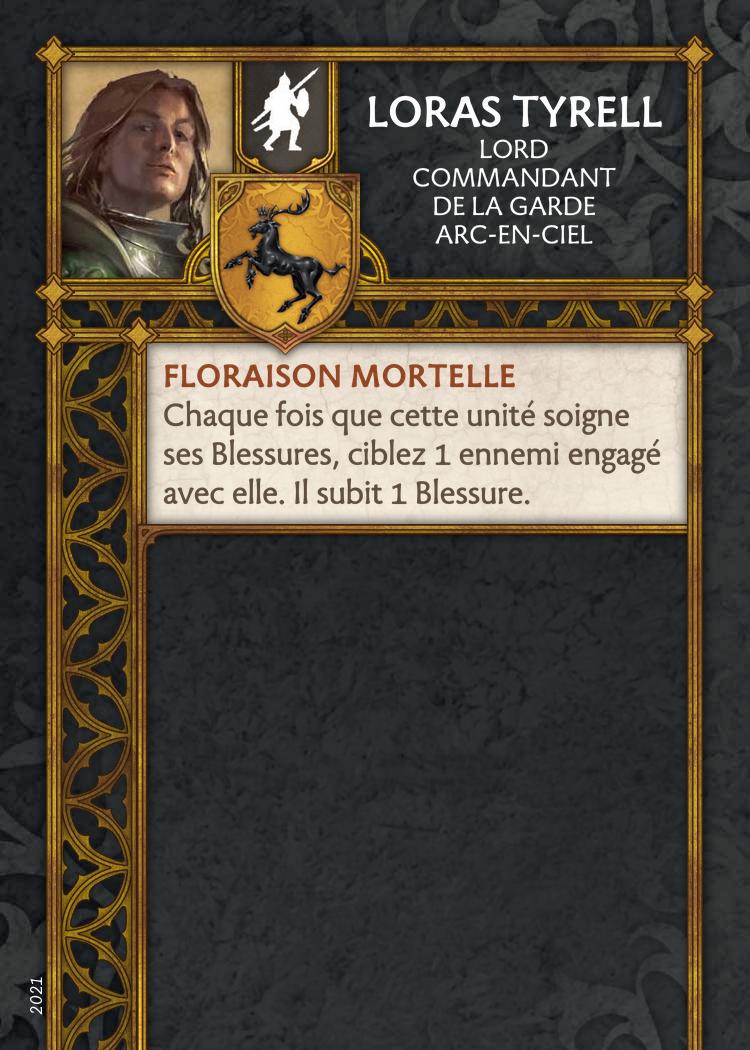 LORAS TYRELL
LORD
COMMANDANT
DE LA GARDE
ARC-EN-CIEL
FLORAISON MORTELLE
Chaque fois que cette unité soigne
ses Blessures, ciblez 1 ennemi engagé
avec elle. Il subit 1 Blessure.
2021